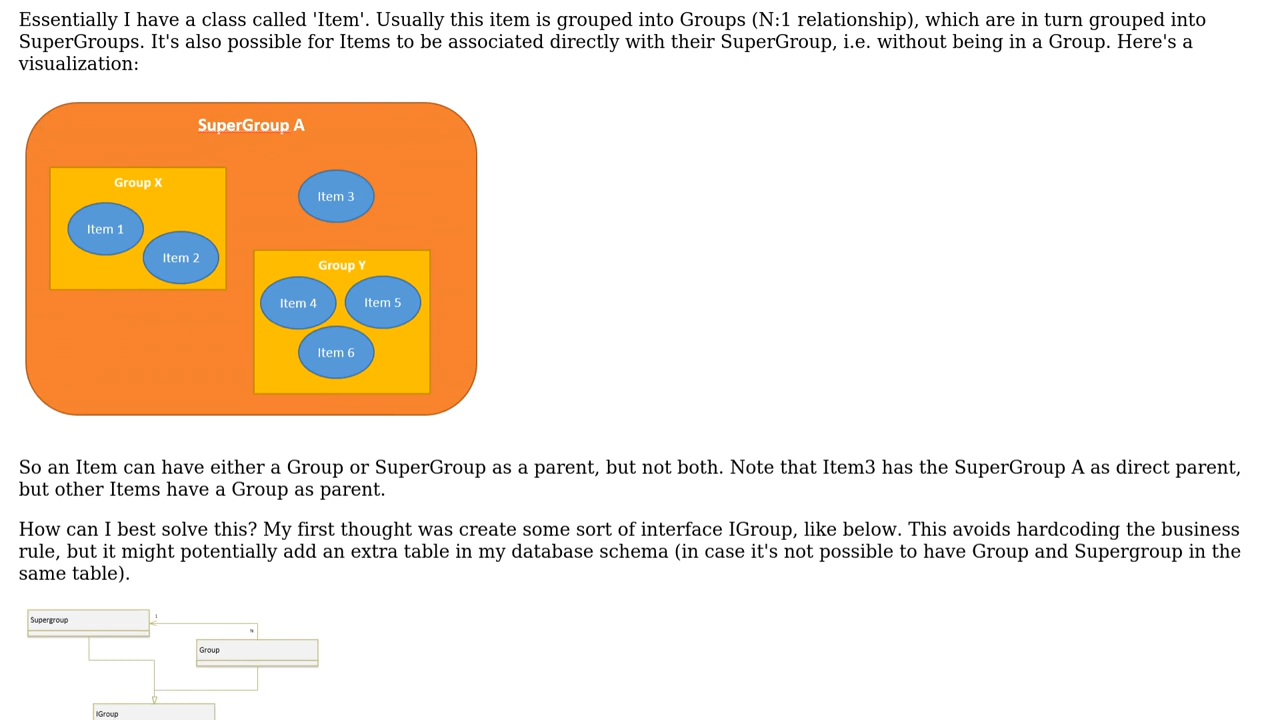 Essentially I have a class called 'Item'. Usually this item is grouped into Groups (N:1 relationship), which are in turn grouped into
SuperGroups. It's also possible for Items to be associated directly with their SuperGroup, i.e. without being in a Group. Here's a
visualization:
SuperGroup A
Group X
Item 1
Item 2
Item 3
Group Y
Item 4
Item 5
Item 6
So an Item can have either a Group or SuperGroup as a parent, but not both. Note that Item3 has the SuperGroup A as direct parent,
but other Items have a Group as parent.
How can I best solve this? My first thought was create some sort of interface IGroup, like below. This avoids hardcoding the business
rule, but it might potentially add an extra table in my database schema (in case it's not possible to have Group and Supergroup in the
same table).
Supergroup
1
N
Group
IGroup